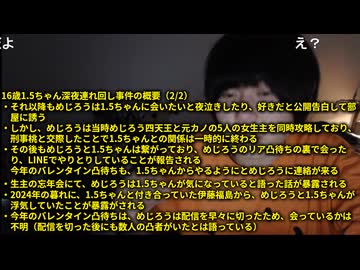 よ
え？
16歳1.5ちゃん深夜連れ回し事件の概要（2/2）
・それ以降もめじろうは1.5ちゃんに会いたいと夜泣きしたり、好きだと公開告白して部屋に誘う
・しかし、めじろうは当時めじろう四天王と元カノの5人の女生主を同時攻略しており、刑事桃と交際したことで1.5ちゃんとの関係は一時的に終わる
・その後もめじろうと1.5ちゃんは繋がっており、めじろうのリア凸待ちの裏で会ったり、LINEでやりとりしていることが報告される
今年のバレンタイン凸待ちも、1.5ちゃんからやるようにとめじろうに連絡が来る
・生主の忘年会にて、めじろうは1.5ちゃんが気になっていると語った話が暴露される
・2024年の暮れに、1.5ちゃんと付き合っていた伊藤福島から、めじろうと1.5ちゃんが浮気していたことが暴露される
・今年のバレンタイン凸待ちは、めじろうは配信を早々に切ったため、会っているかは不明（配信を切った後にも数人の凸者がいたとは語っている）